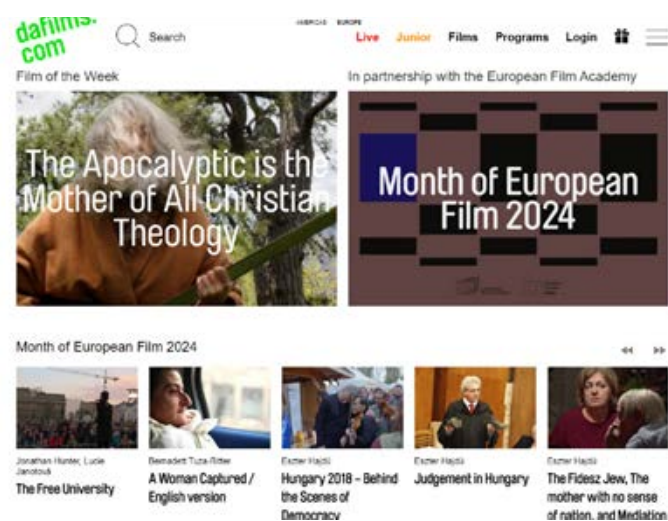 dafilms.
com
Search
AMERICAS EUROPE
Live Junior Films Programs Login
Film of the Week
In partnership with the European Film Academy
The Apocalyptic is the
Mother of All Christian
Theology
Month of European
Film 2024
Month of European Film 2024
Jonathan Hunter, Lucie
Janotová
The Free University
Bernadett Tuza-Ritter
A Woman Captured /
English version
Eszter Hajdú
Hungary 2018 – Behind
the Scenes of
Democracy
Eszter Hajdú
Judgement in Hungary
Eszter Hajdú
The Fidesz Jew, The
mother with no sense
of nation, and Mediation